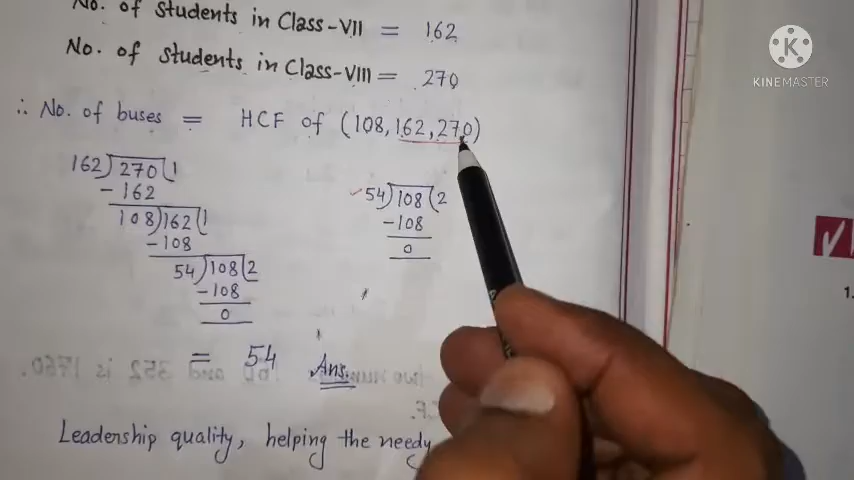 No. of Students in Class-VII = 162
No. of Students in Class-VIII = 270
∴ No. of buses = HCF of (108, 162, 270)
162)270(1
-162
108)162(1
-108
54)108(2
-108
0
54)108(2
-108
0
= 54 Ans.
Leadership quality, helping the needy
K
KINEMASTER
1.